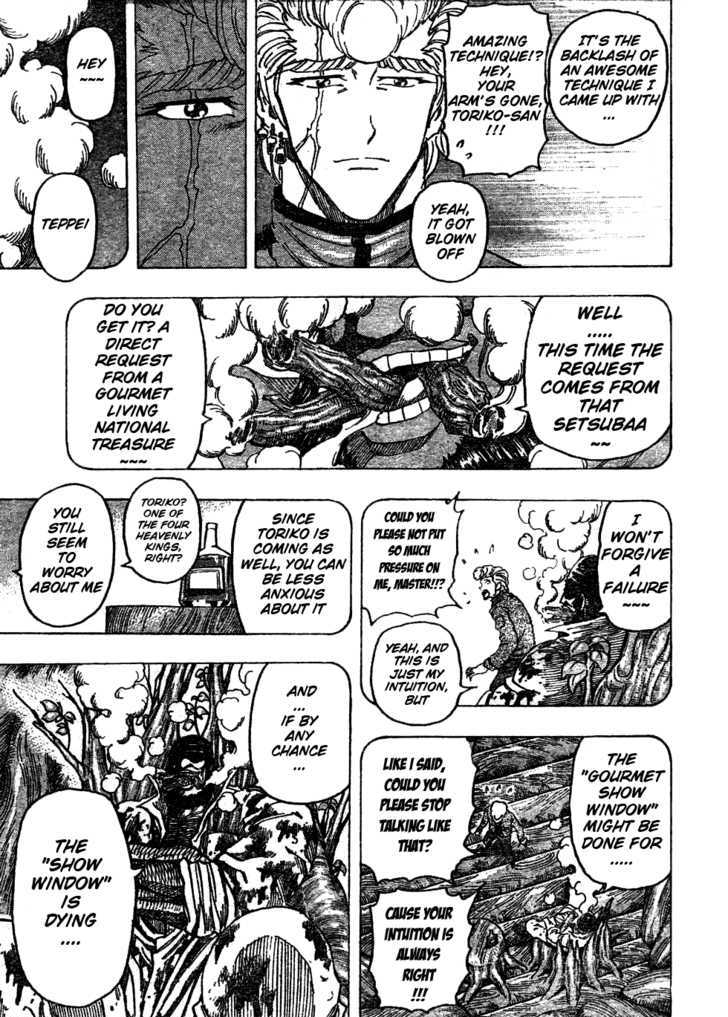 IT'S THE
BACKLASH OF
AN AWESOME
TECHNIQUE I
CAME UP WITH
...
AMAZING
TECHNIQUE!?
HEY,
YOUR
ARM'S GONE,
TORIKO-SAN
!!!
YEAH,
IT GOT
BLOWN
OFF
HEY
~~~
TEPPEI
WELL
.....
THIS TIME THE
REQUEST
COMES FROM
THAT
SETSUBAA
~~
DO YOU
GET IT? A
DIRECT
REQUEST
FROM A
GOURMET
LIVING
NATIONAL
TREASURE
~~~
I
WON'T
FORGIVE
A
FAILURE
~~~
COULD YOU
PLEASE NOT PUT
SO MUCH
PRESSURE ON
ME, MASTER!!?
YEAH, AND
THIS IS
JUST MY
INTUITION,
BUT
SINCE
TORIKO IS
COMING AS
WELL, YOU CAN
BE LESS
ANXIOUS
ABOUT IT
TORIKO?
ONE OF
THE FOUR
HEAVENLY
KINGS,
RIGHT?
YOU
STILL
SEEM
TO
WORRY
ABOUT ME
THE
"GOURMET
SHOW
WINDOW"
MIGHT BE
DONE FOR
.....
LIKE I SAID,
COULD YOU
PLEASE STOP
TALKING LIKE
THAT?
CAUSE YOUR
INTUITION IS
ALWAYS
RIGHT
!!!
AND
...
IF BY
ANY
CHANCE
...
THE
"SHOW
WINDOW"
IS
DYING
....